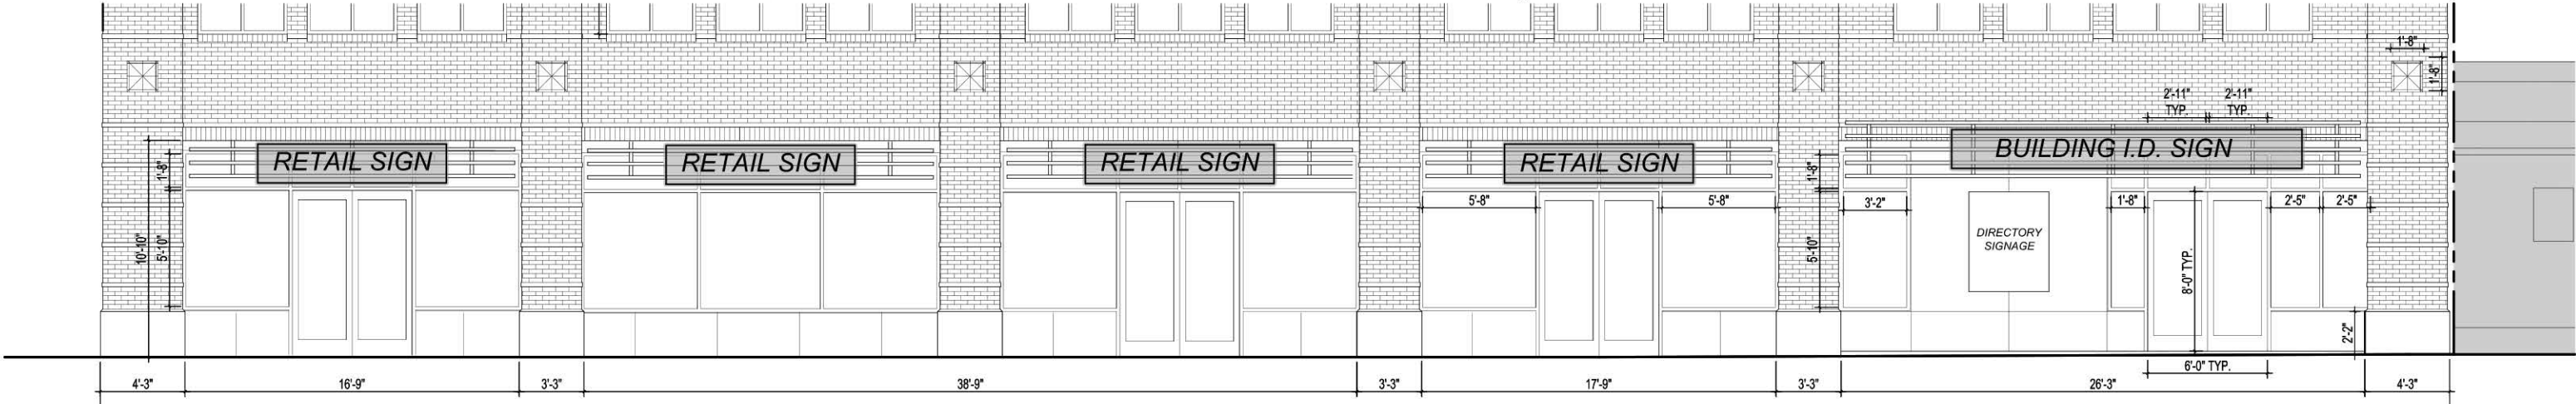 1'-8"
1'-8"
2'-11"
TYP.
2'-11"
TYP.
RETAIL SIGN
RETAIL SIGN
RETAIL SIGN
RETAIL SIGN
BUILDING I.D. SIGN
1'-8"
1'-8"
5'-8"
5'-8"
3'-2"
1'-8"
2'-5"
2'-5"
DIRECTORY
SIGNAGE
10'-10"
5'-10"
5'-10"
8'-0" TYP.
2'-2"
6'-0" TYP.
4'-3"
16'-9"
3'-3"
38'-9"
3'-3"
17'-9"
3'-3"
26'-3"
4'-3"